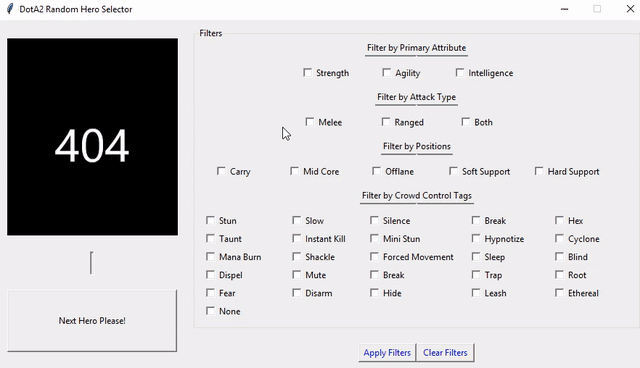 DotA2 Random Hero Selector
404
Next Hero Please!
Filters
Filter by Primary Attribute
Strength Agility Intelligence
Filter by Attack Type
Melee Ranged Both
Filter by Positions
Carry Mid Core Offlane Soft Support Hard Support
Filter by Crowd Control Tags
Stun Slow Silence Break Hex
Taunt Instant Kill Mini Stun Hypnotize Cyclone
Mana Burn Shackle Forced Movement Sleep Blind
Dispel Mute Break Trap Root
Fear Disarm Hide Leash Ethereal
None
Apply Filters Clear Filters